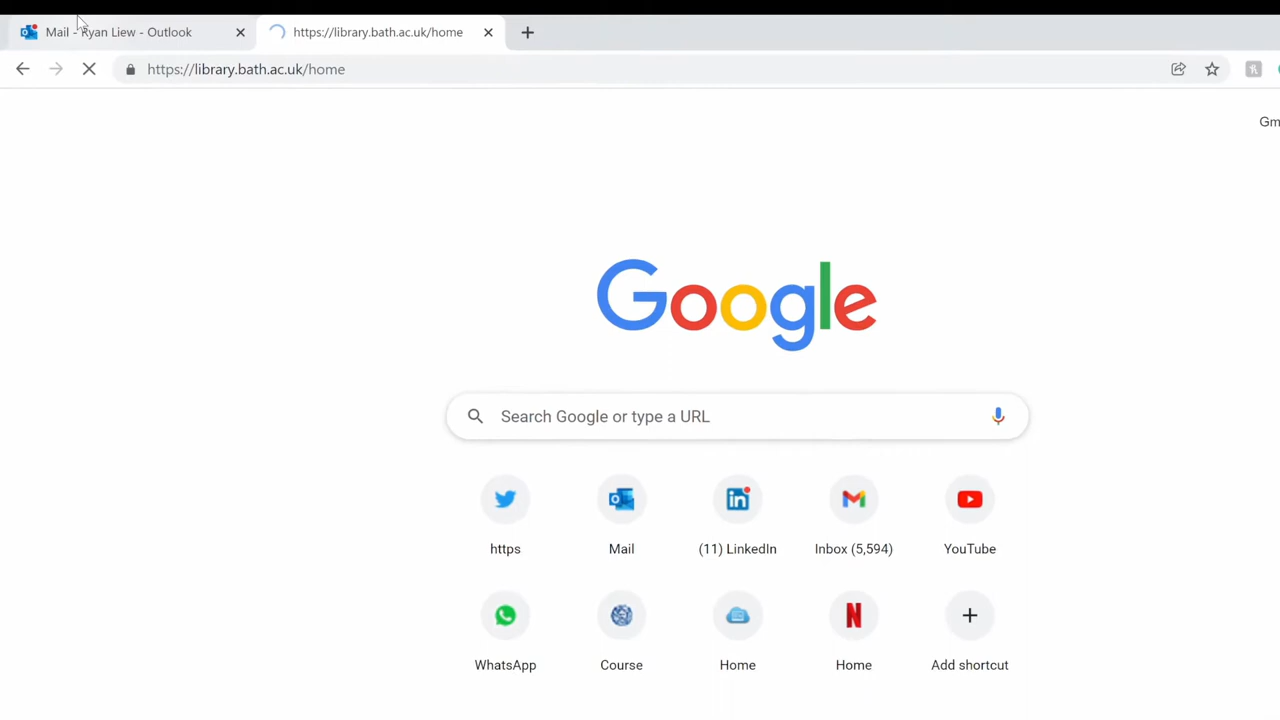 Mail - Ryan Liew - Outlook
https://library.bath.ac.uk/home
https://library.bath.ac.uk/home
Gm
Google
Search Google or type a URL
https
Mail
(11) LinkedIn
Inbox (5,594)
YouTube
WhatsApp
Course
Home
Home
Add shortcut